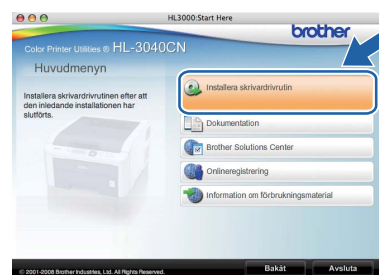 HL3000:Start Here
brother
Color Printer Utilities ® HL-3040CN
Huvudmenyn
Installera skrivardrivrutinen efter att
den inledande installationen har
slutförts.
Installera skrivardrivrutin
Dokumentation
Brother Solutions Center
Onlineregistrering
Information om förbrukningsmaterial
© 2001-2008 Brother Industries, Ltd. All Rights Reserved.
Bakåt
Avsluta